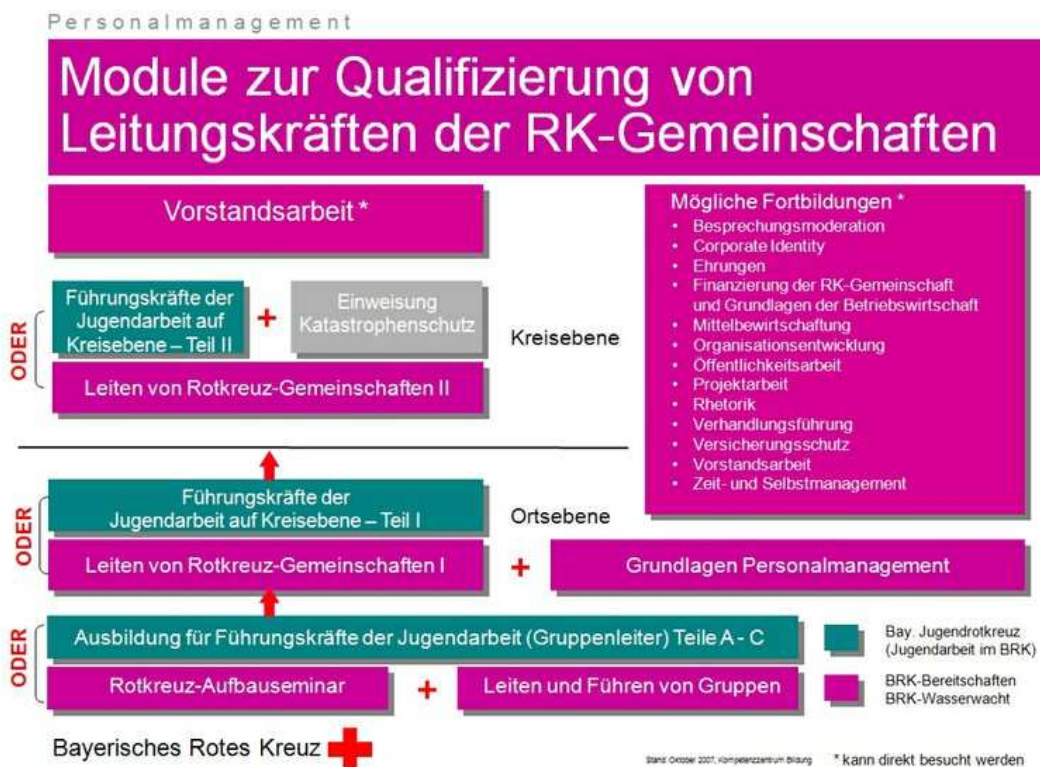 Personalmanagement
Module zur Qualifizierung von
Leitungskräften der RK-Gemeinschaften
Vorstandsarbeit *
Mögliche Fortbildungen *
• Besprechungsmoderation
• Corporate Identity
• Ehrungen
• Finanzierung der RK-Gemeinschaft
und Grundlagen der Betriebswirtschaft
• Mittelbewirtschaftung
• Organisationsentwicklung
• Öffentlichkeitsarbeit
• Projektarbeit
• Rhetorik
• Verhandlungsführung
• Versicherungsschutz
• Vorstandsarbeit
• Zeit- und Selbstmanagement
ODER
Führungskräfte der
Jugendarbeit auf
Kreisebene – Teil II
+
Einweisung
Katastrophenschutz
Kreisebene
Leiten von Rotkreuz-Gemeinschaften II
ODER
Führungskräfte der
Jugendarbeit auf Kreisebene – Teil I
Ortsebene
Leiten von Rotkreuz-Gemeinschaften I
+
Grundlagen Personalmanagement
ODER
Ausbildung für Führungskräfte der Jugendarbeit (Gruppenleiter) Teile A - C
Rotkreuz-Aufbauseminar
+
Leiten und Führen von Gruppen
Bay. Jugendrotkreuz
(Jugendarbeit im BRK)
BRK-Bereitschaften
BRK-Wasserwacht
Bayerisches Rotes Kreuz
Stand: Oktober 2007, Kompetenzzentrum Bildung
* kann direkt besucht werden